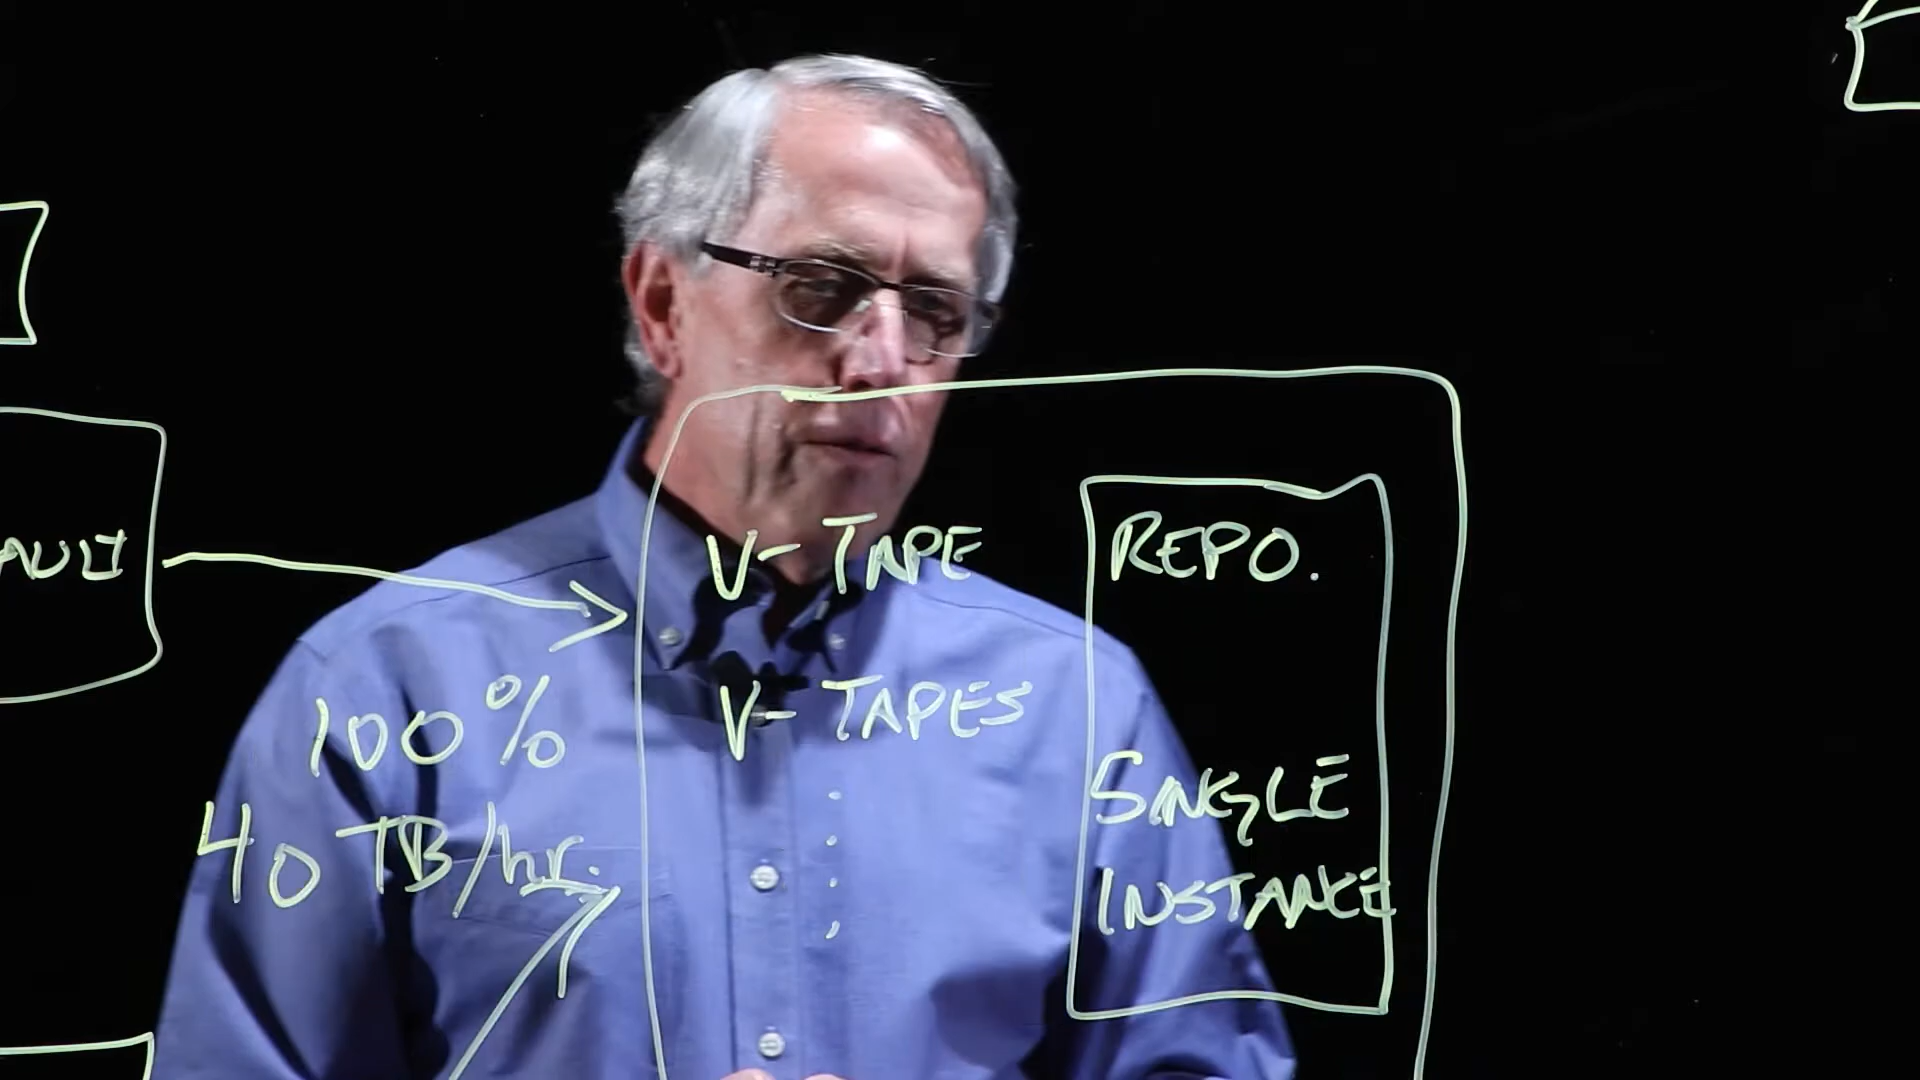 V-TAPE
REPO.
V-TAPES
100%
SINGLE
40 TB/hr.
INSTANCE